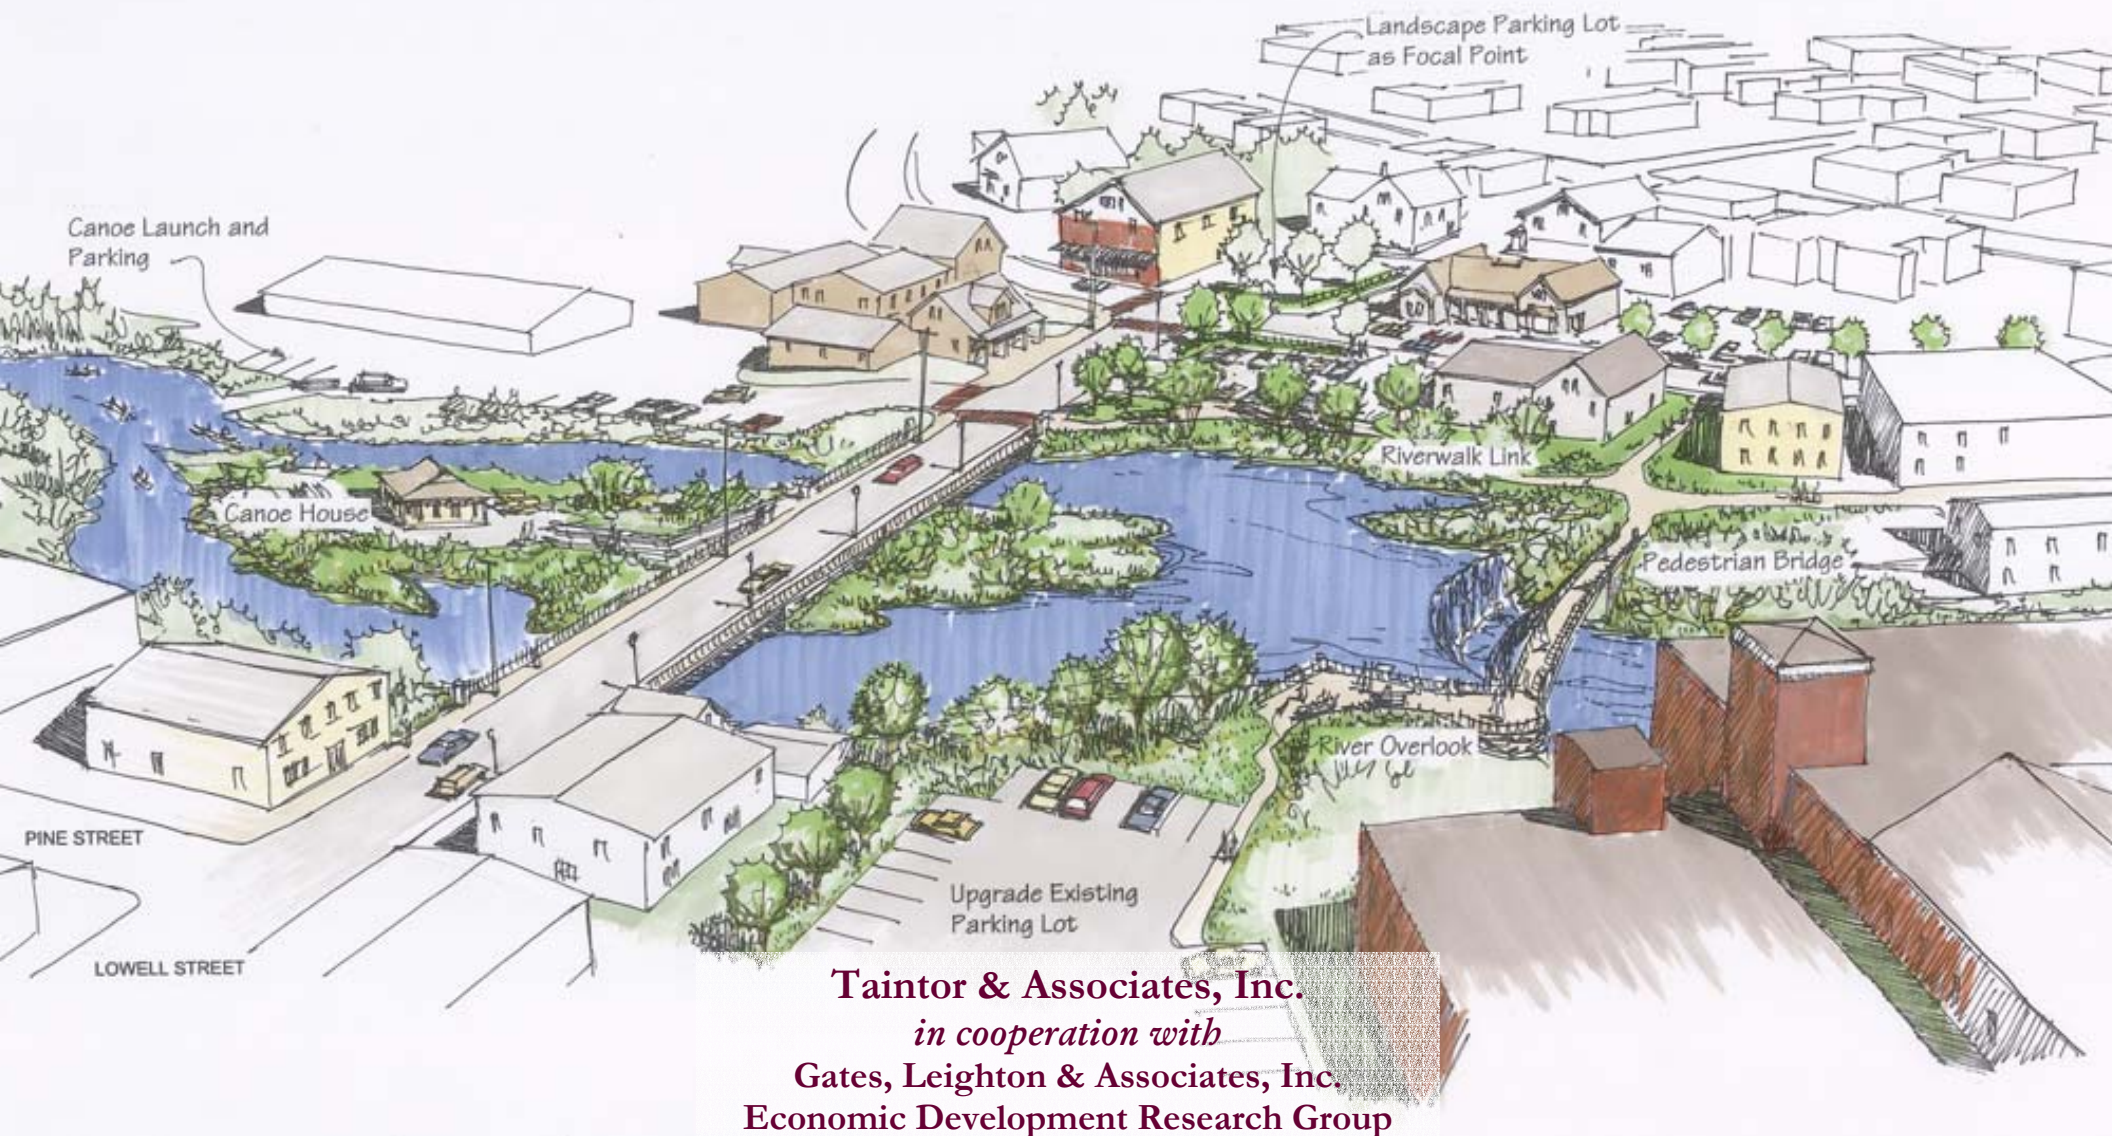 Landscape Parking Lot
as Focal Point
Canoe Launch and
Parking
Riverwalk Link
Canoe House
Pedestrian Bridge
River Overlook
PINE STREET
Upgrade Existing
Parking Lot
LOWELL STREET
Taintor & Associates, Inc.
in cooperation with
Gates, Leighton & Associates, Inc.
Economic Development Research Group